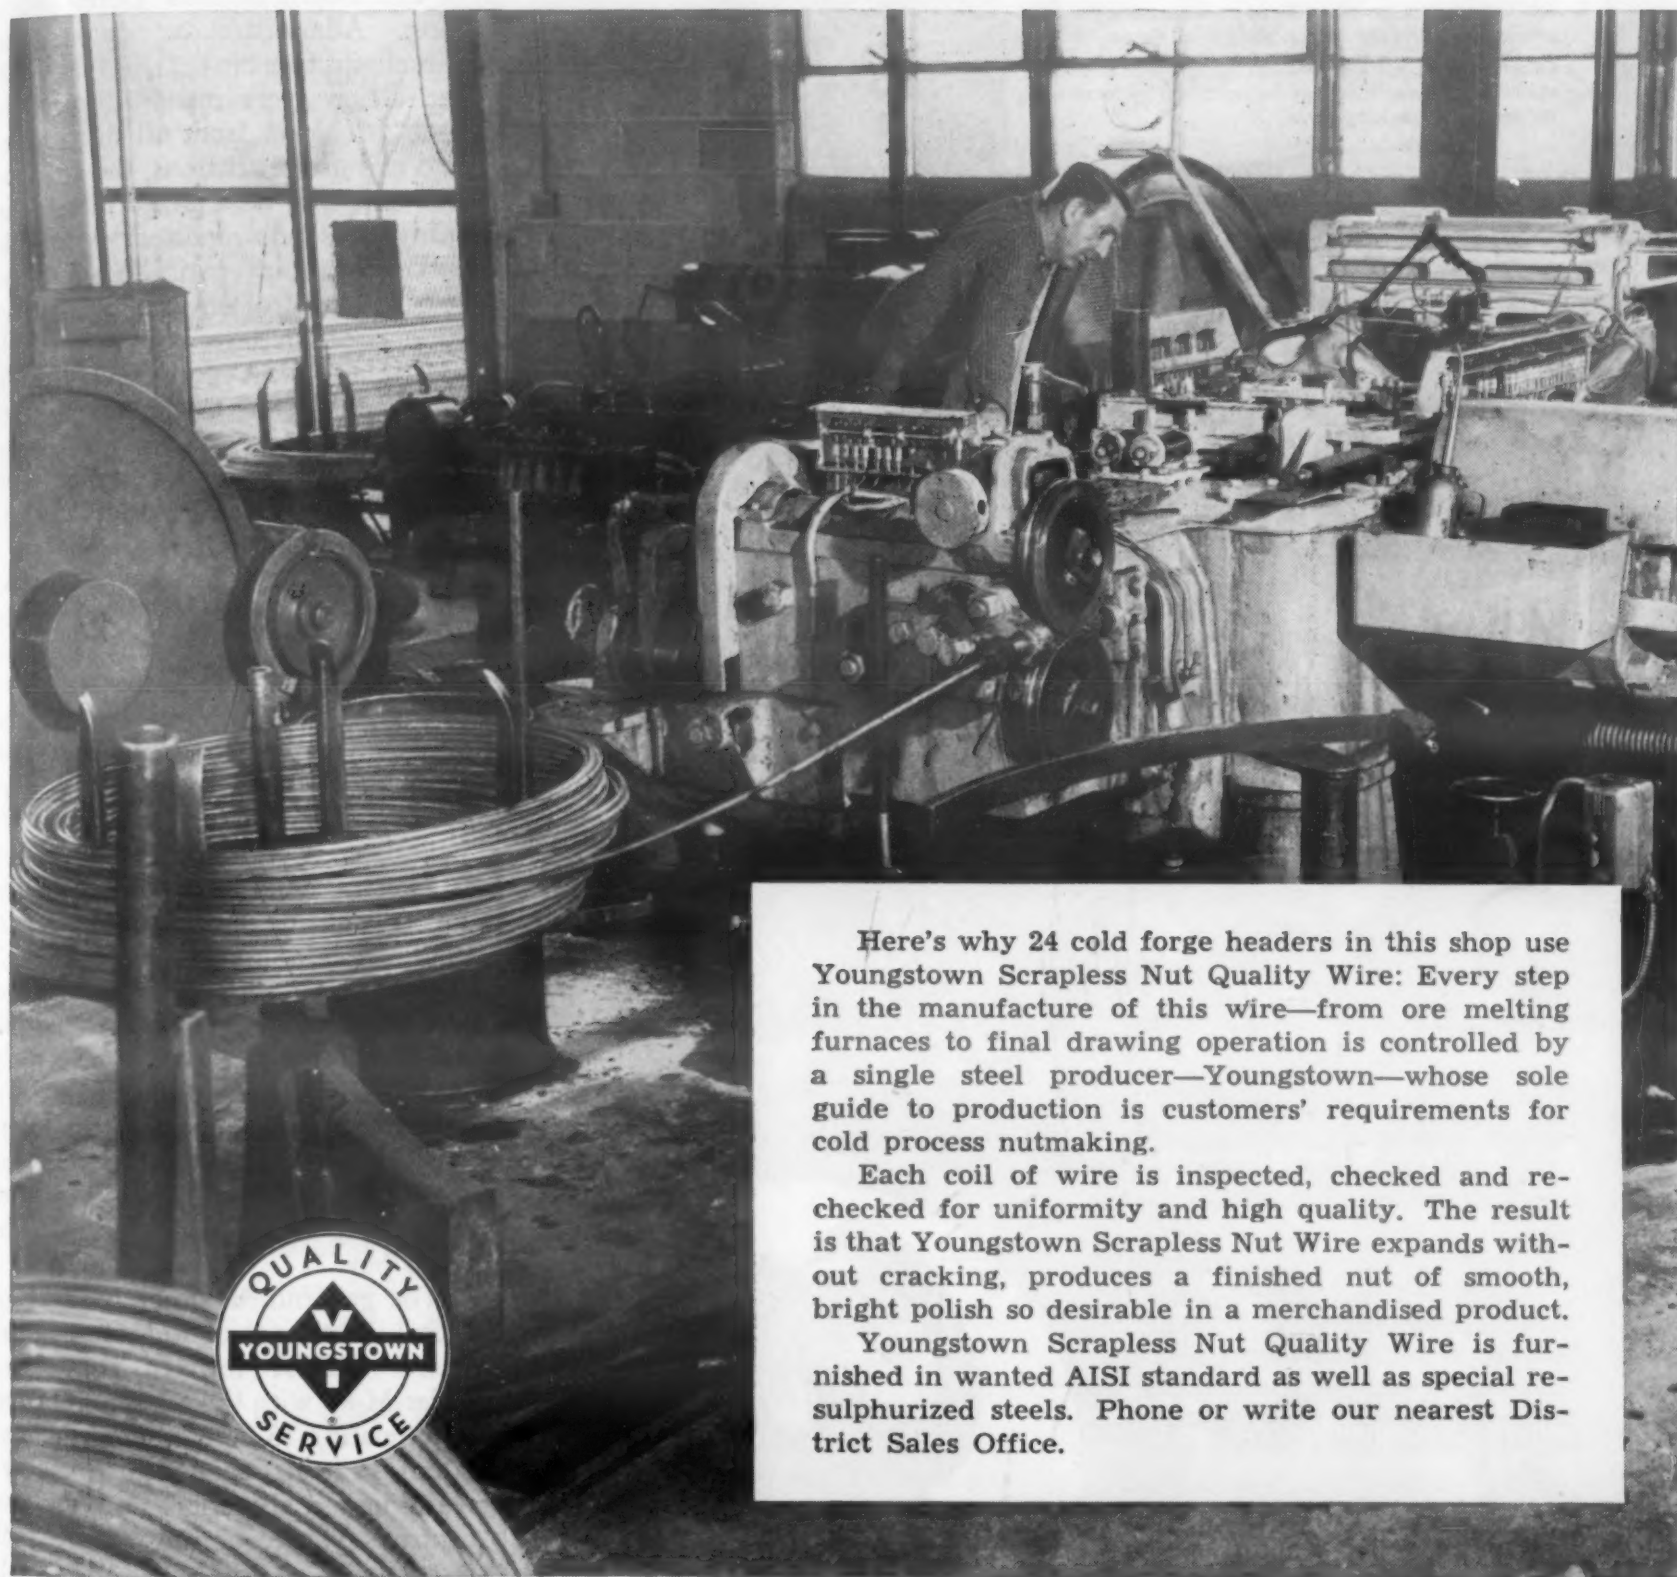 Here's why 24 cold forge headers in this shop use
Youngstown Scrapless Nut Quality Wire: Every step
in the manufacture of this wire—from ore melting
furnaces to final drawing operation is controlled by
a single steel producer—Youngstown—whose sole
guide to production is customers' requirements for
cold process nutmaking.
Each coil of wire is inspected, checked and re-
checked for uniformity and high quality. The result
is that Youngstown Scrapless Nut Wire expands with-
out cracking, produces a finished nut of smooth,
bright polish so desirable in a merchandised product.
Youngstown Scrapless Nut Quality Wire is fur-
nished in wanted AISI standard as well as special re-
sulphurized steels. Phone or write our nearest Dis-
trict Sales Office.
QUALITY
Y
YOUNGSTOWN
®
SERVICE